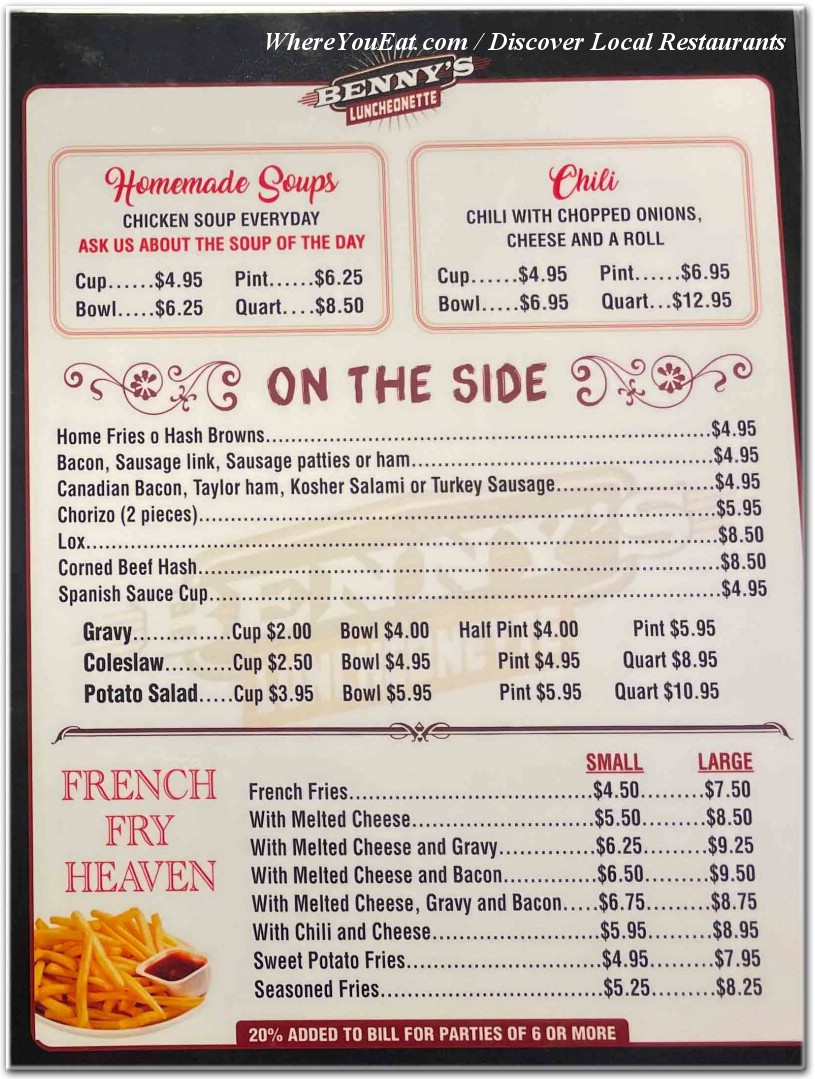 WhereYouEat.com / Discover Local Restaurants
BENNY'S
LUNCHEONETTE
Homemade Soups
CHICKEN SOUP EVERYDAY
ASK US ABOUT THE SOUP OF THE DAY
Cup......$4.95 Pint......$6.25
Bowl.....$6.25 Quart....$8.50
Chili
CHILI WITH CHOPPED ONIONS,
CHEESE AND A ROLL
Cup......$4.95 Pint......$6.95
Bowl.....$6.95 Quart...$12.95
ON THE SIDE
Home Fries o Hash Browns...$4.95
Bacon, Sausage link, Sausage patties or ham...$4.95
Canadian Bacon, Taylor ham, Kosher Salami or Turkey Sausage...$4.95
Chorizo (2 pieces)...$5.95
Lox...$8.50
Corned Beef Hash...$8.50
Spanish Sauce Cup...$4.95
Gravy...............Cup $2.00 Bowl $4.00 Half Pint $4.00 Pint $5.95
Coleslaw..........Cup $2.50 Bowl $4.95 Pint $4.95 Quart $8.95
Potato Salad.....Cup $3.95 Bowl $5.95 Pint $5.95 Quart $10.95
FRENCH
FRY
HEAVEN
SMALL LARGE
French Fries...$4.50.........$7.50
With Melted Cheese...$5.50.........$8.50
With Melted Cheese and Gravy...$6.25.........$9.25
With Melted Cheese and Bacon...$6.50.........$9.50
With Melted Cheese, Gravy and Bacon.....$6.75.........$8.75
With Chili and Cheese...$5.95.........$8.95
Sweet Potato Fries...$4.95.........$7.95
Seasoned Fries...$5.25.........$8.25
20% ADDED TO BILL FOR PARTIES OF 6 OR MORE
BENNY'S
LUNCHEONETTE